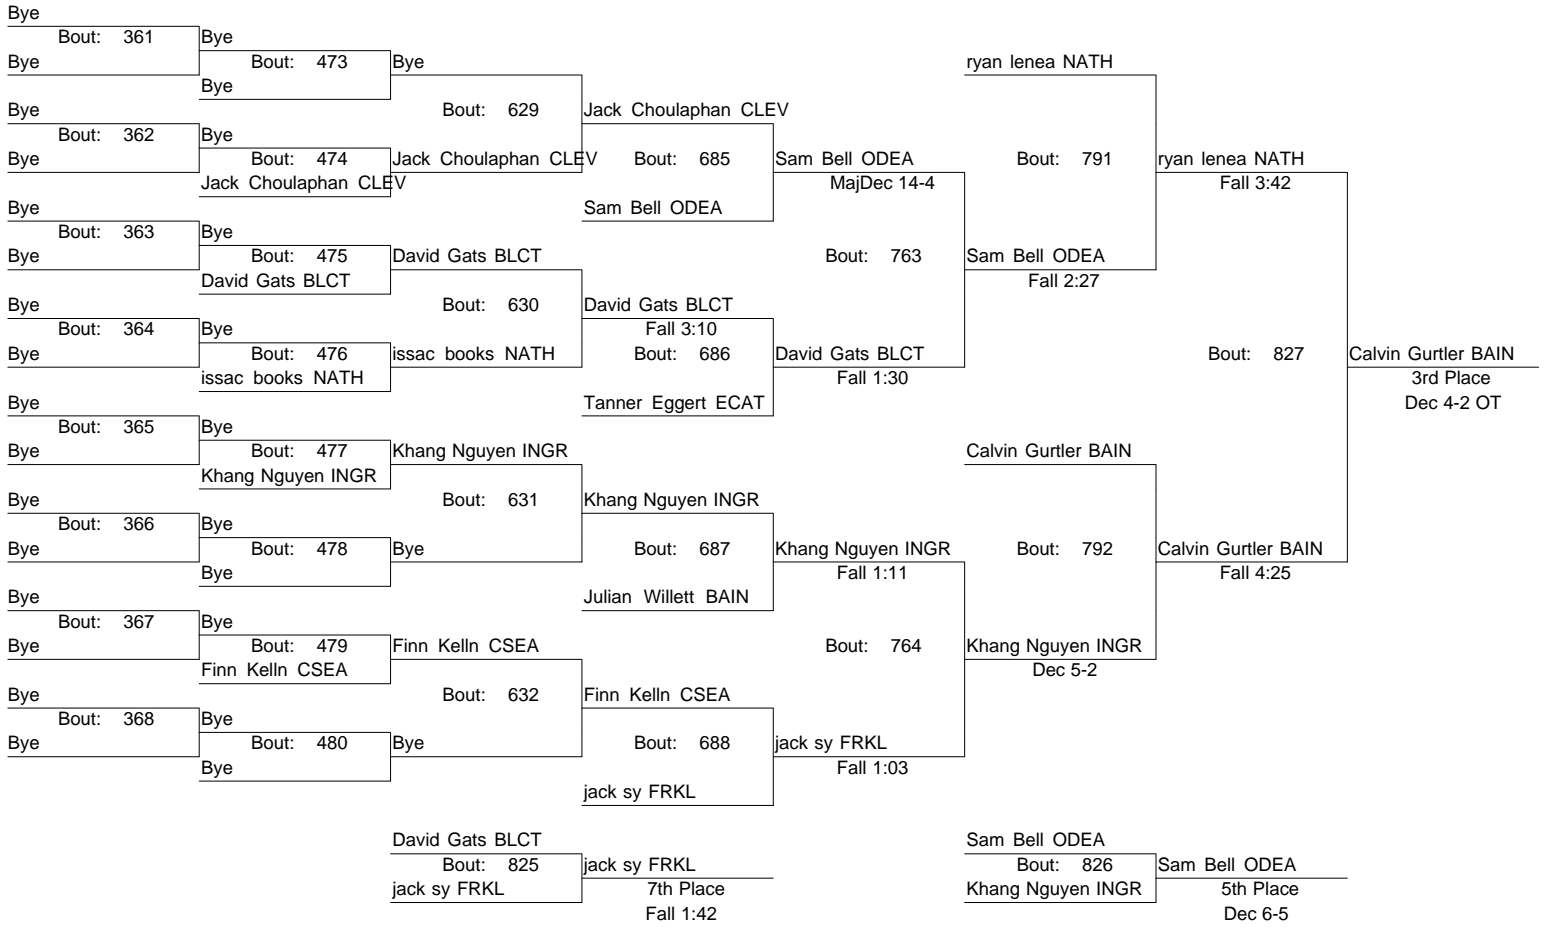 Bye
Bout: 361 Bye
Bye Bout: 473 Bye ryan lenea NATH
Bye
Bye Bout: 629 Jack Choulaphan CLEV
Bout: 362 Bye
Bye Bout: 474 Jack Choulaphan CLEV Bout: 685 Sam Bell ODEA Bout: 791 ryan lenea NATH
Jack Choulaphan CLEV MajDec 14-4 Fall 3:42
Bye Sam Bell ODEA
Bout: 363 Bye
Bye Bout: 475 David Gats BLCT Bout: 763 Sam Bell ODEA
David Gats BLCT Fall 2:27
Bye Bout: 630 David Gats BLCT
Bout: 364 Bye Fall 3:10
Bye Bout: 476 issac books NATH Bout: 686 David Gats BLCT Bout: 827 Calvin Gurtler BAIN
issac books NATH Fall 1:30 3rd Place
Bye Tanner Eggert ECAT Dec 4-2 OT
Bout: 365 Bye
Bye Bout: 477 Khang Nguyen INGR Calvin Gurtler BAIN
Khang Nguyen INGR
Bye Bout: 631 Khang Nguyen INGR
Bout: 366 Bye
Bye Bout: 478 Bye Bout: 687 Khang Nguyen INGR Bout: 792 Calvin Gurtler BAIN
Bye Fall 1:11 Fall 4:25
Bye Julian Willett BAIN
Bout: 367 Bye
Bye Bout: 479 Finn Kelln CSEA Bout: 764 Khang Nguyen INGR
Finn Kelln CSEA Dec 5-2
Bye Bout: 632 Finn Kelln CSEA
Bout: 368 Bye
Bye Bout: 480 Bye Bout: 688 jack sy FRKL
Bye Fall 1:03
jack sy FRKL
David Gats BLCT Sam Bell ODEA
Bout: 825 jack sy FRKL Bout: 826 Sam Bell ODEA
jack sy FRKL 7th Place Khang Nguyen INGR 5th Place
Fall 1:42 Dec 6-5